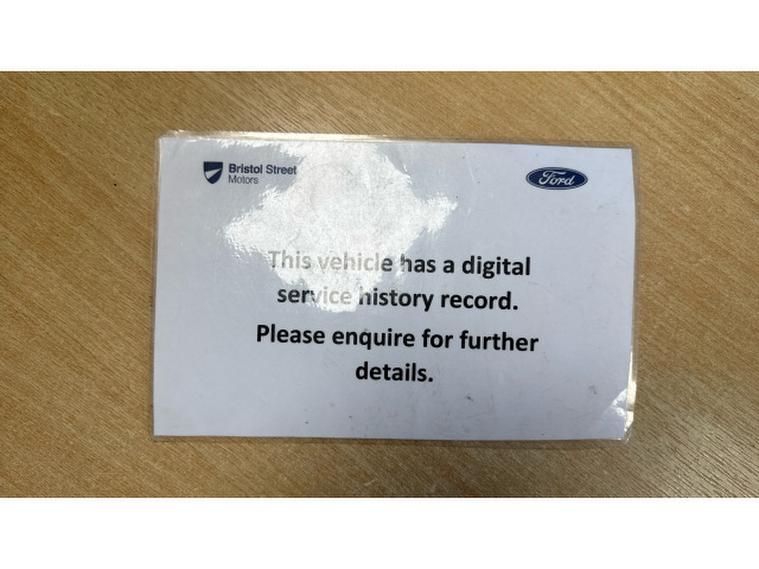 Bristol Street
Motors
Ford
This vehicle has a digital
service history record.
Please enquire for further
details.